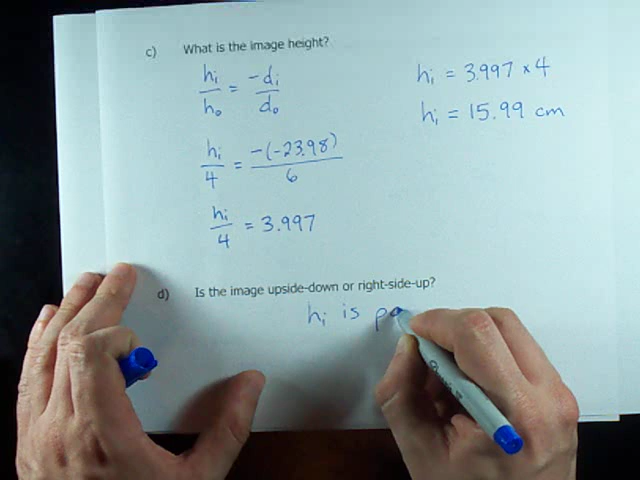 c) What is the image height?
hi/ho = -di/do
hi/4 = -(-23.98)/6
hi/4 = 3.997
hi = 3.997 × 4
hi = 15.99 cm
d) Is the image upside-down or right-side-up?
hi is po